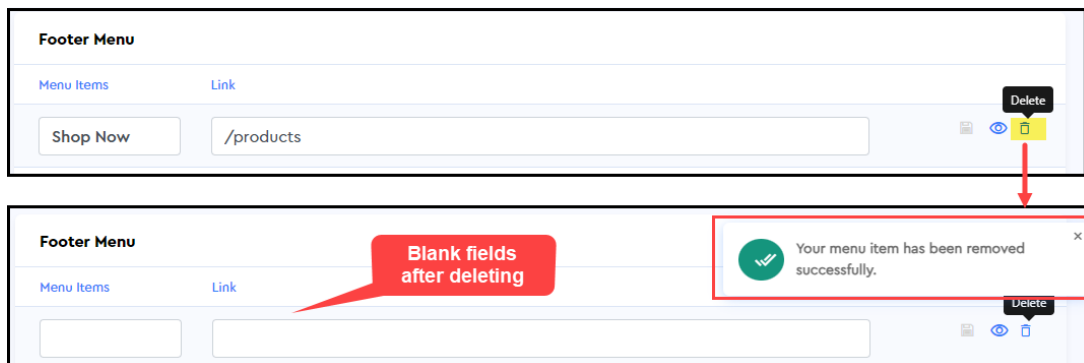 Footer Menu
Menu Items
Link
Delete
Shop Now
/products
Footer Menu
Blank fields
after deleting
Your menu item has been removed
successfully.
×
Menu Items
Link
Delete